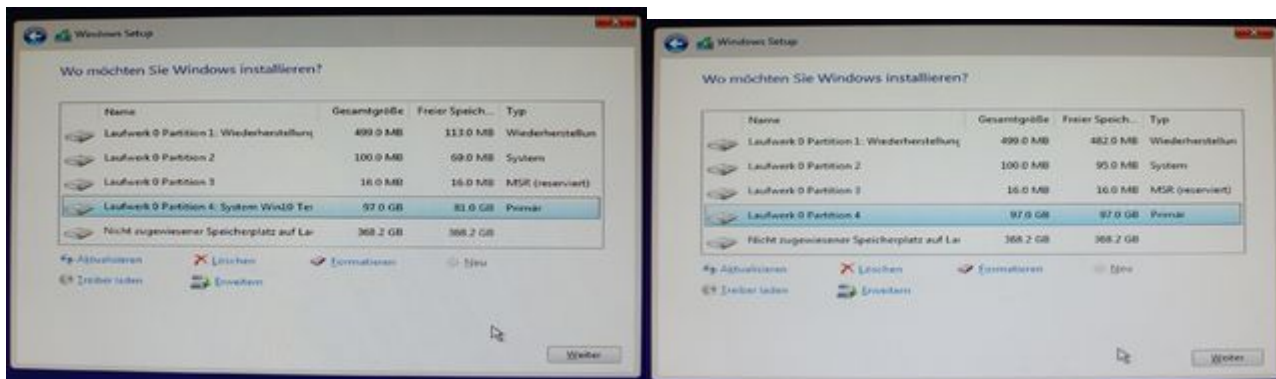 Windows Setup
Wo möchten Sie Windows installieren?
Name Gesamtgröße Freier Speich... Typ
Laufwerk 0 Partition 1: Wiederherstellung 499.0 MB 113.0 MB Wiederherstellun
Laufwerk 0 Partition 2 100.0 MB 69.0 MB System
Laufwerk 0 Partition 3 16.0 MB 16.0 MB MSR (reserviert)
Laufwerk 0 Partition 4: System Win10 Tes 97.0 GB 81.0 GB Primär
Nicht zugewiesener Speicherplatz auf La 368.2 GB 368.2 GB
Aktualisieren Löschen Formatieren Neu
Treiber laden Erweitern
Weiter
Windows Setup
Wo möchten Sie Windows installieren?
Name Gesamtgröße Freier Speich... Typ
Laufwerk 0 Partition 1: Wiederherstellung 499.0 MB 482.0 MB Wiederherstellun
Laufwerk 0 Partition 2 100.0 MB 95.0 MB System
Laufwerk 0 Partition 3 16.0 MB 16.0 MB MSR (reserviert)
Laufwerk 0 Partition 4 97.0 GB 97.0 GB Primär
Nicht zugewiesener Speicherplatz auf La 368.2 GB 368.2 GB
Aktualisieren Löschen Formatieren Neu
Treiber laden Erweitern
Weiter